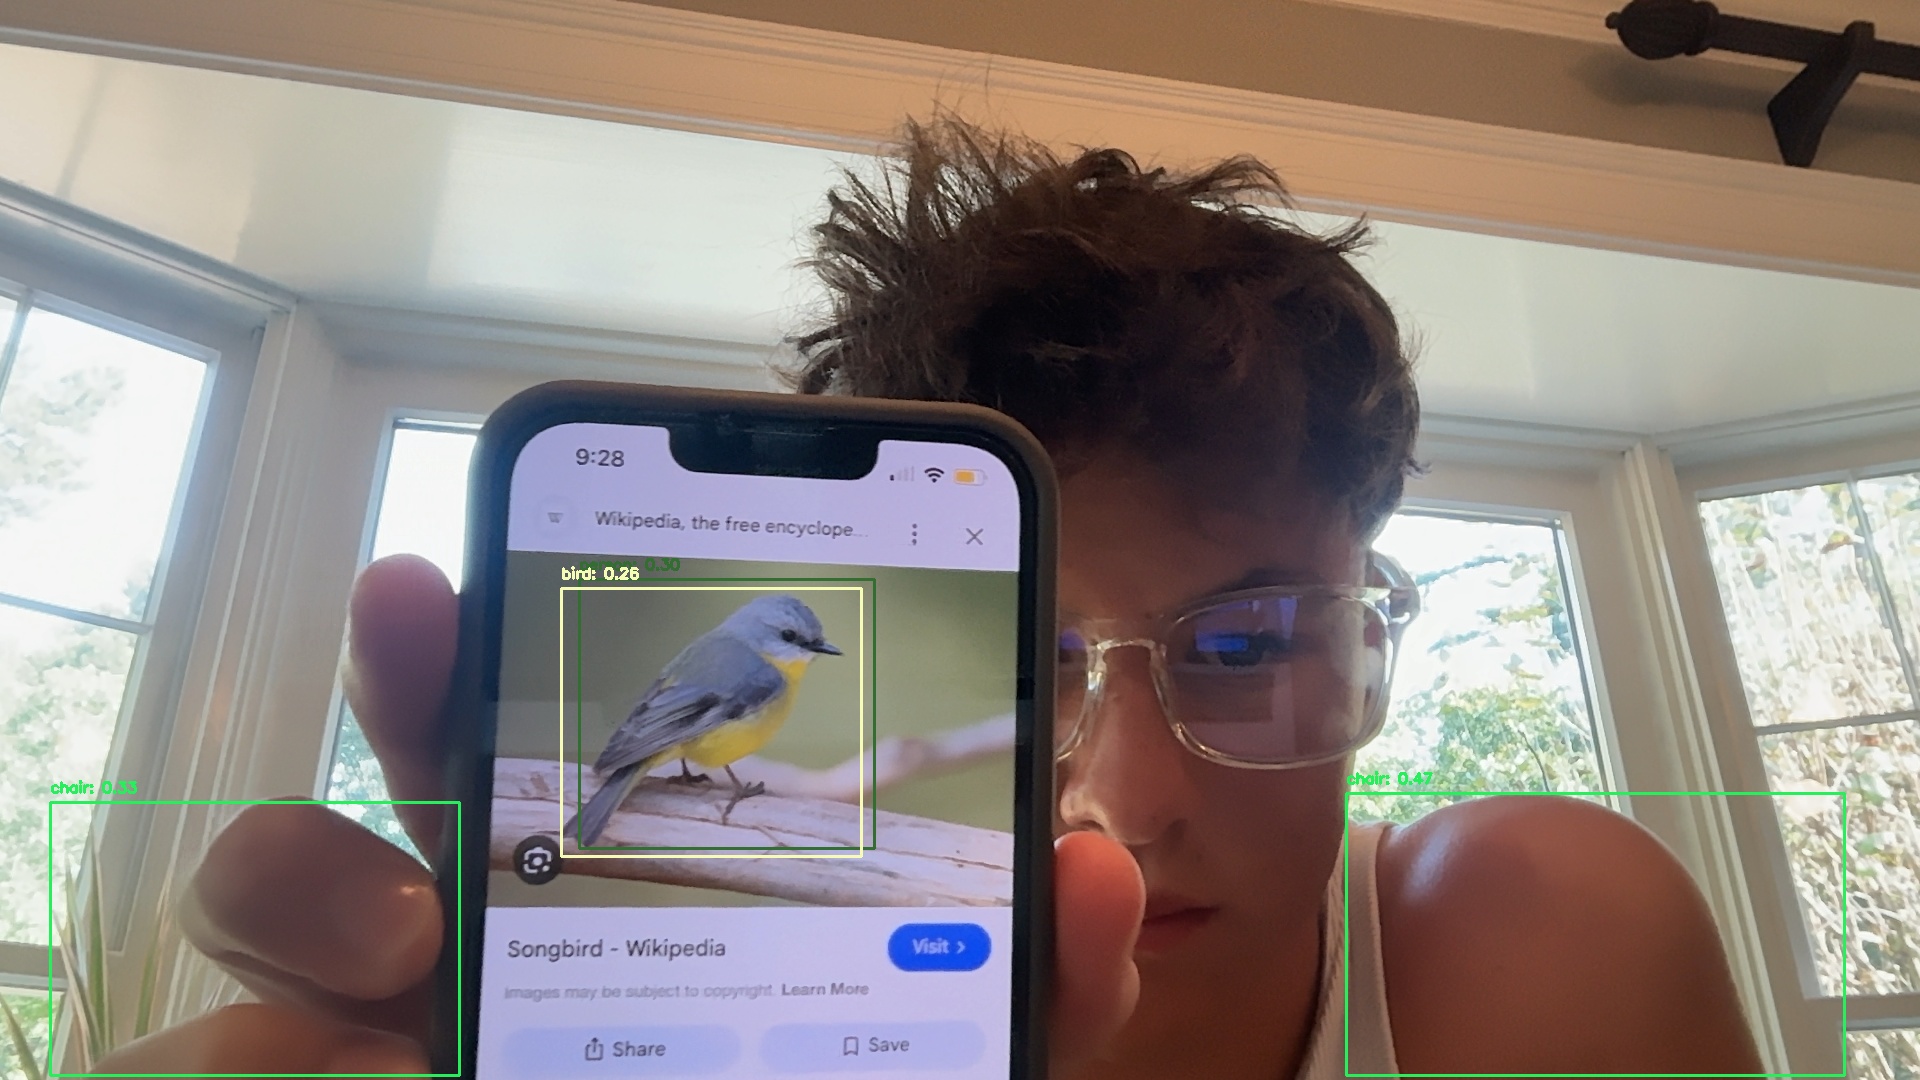 9:28
W
Wikipedia, the free encyclope...
0.30
bird: 0.26
chair: 0.33
chair: 0.47
Songbird - Wikipedia
Visit >
Images may be subject to copyright. Learn More
Share
Save